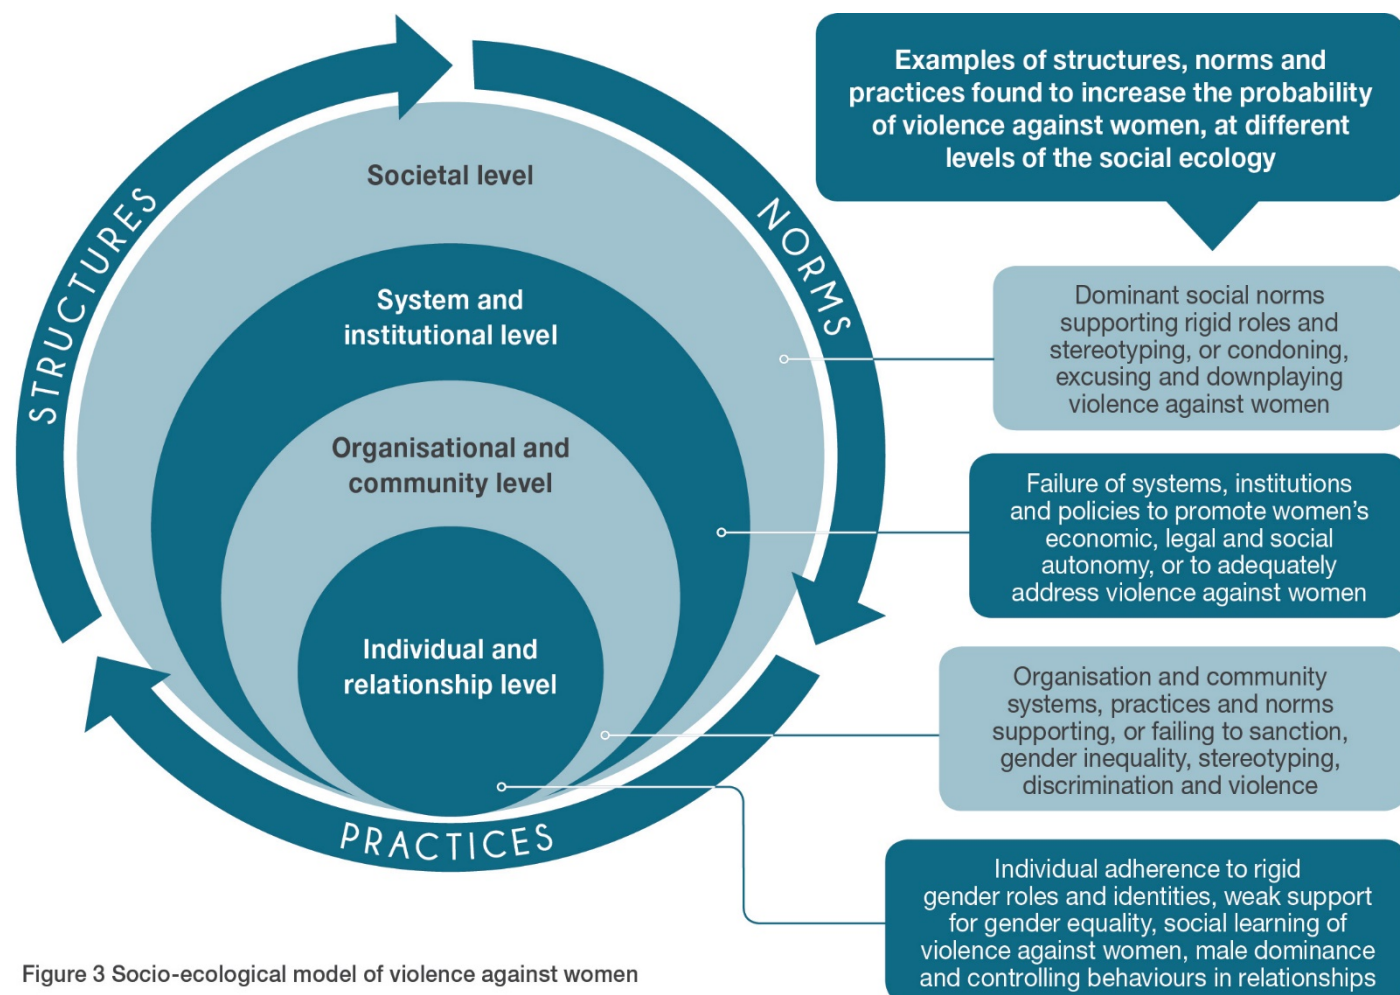 Examples of structures, norms and
practices found to increase the probability
of violence against women, at different
levels of the social ecology
STRUCTURES
NORMS
PRACTICES
Societal level
System and
institutional level
Organisational and
community level
Individual and
relationship level
Dominant social norms
supporting rigid roles and
stereotyping, or condoning,
excusing and downplaying
violence against women
Failure of systems, institutions
and policies to promote women’s
economic, legal and social
autonomy, or to adequately
address violence against women
Organisation and community
systems, practices and norms
supporting, or failing to sanction,
gender inequality, stereotyping,
discrimination and violence
Individual adherence to rigid
gender roles and identities, weak support
for gender equality, social learning of
violence against women, male dominance
and controlling behaviours in relationships
Figure 3 Socio-ecological model of violence against women